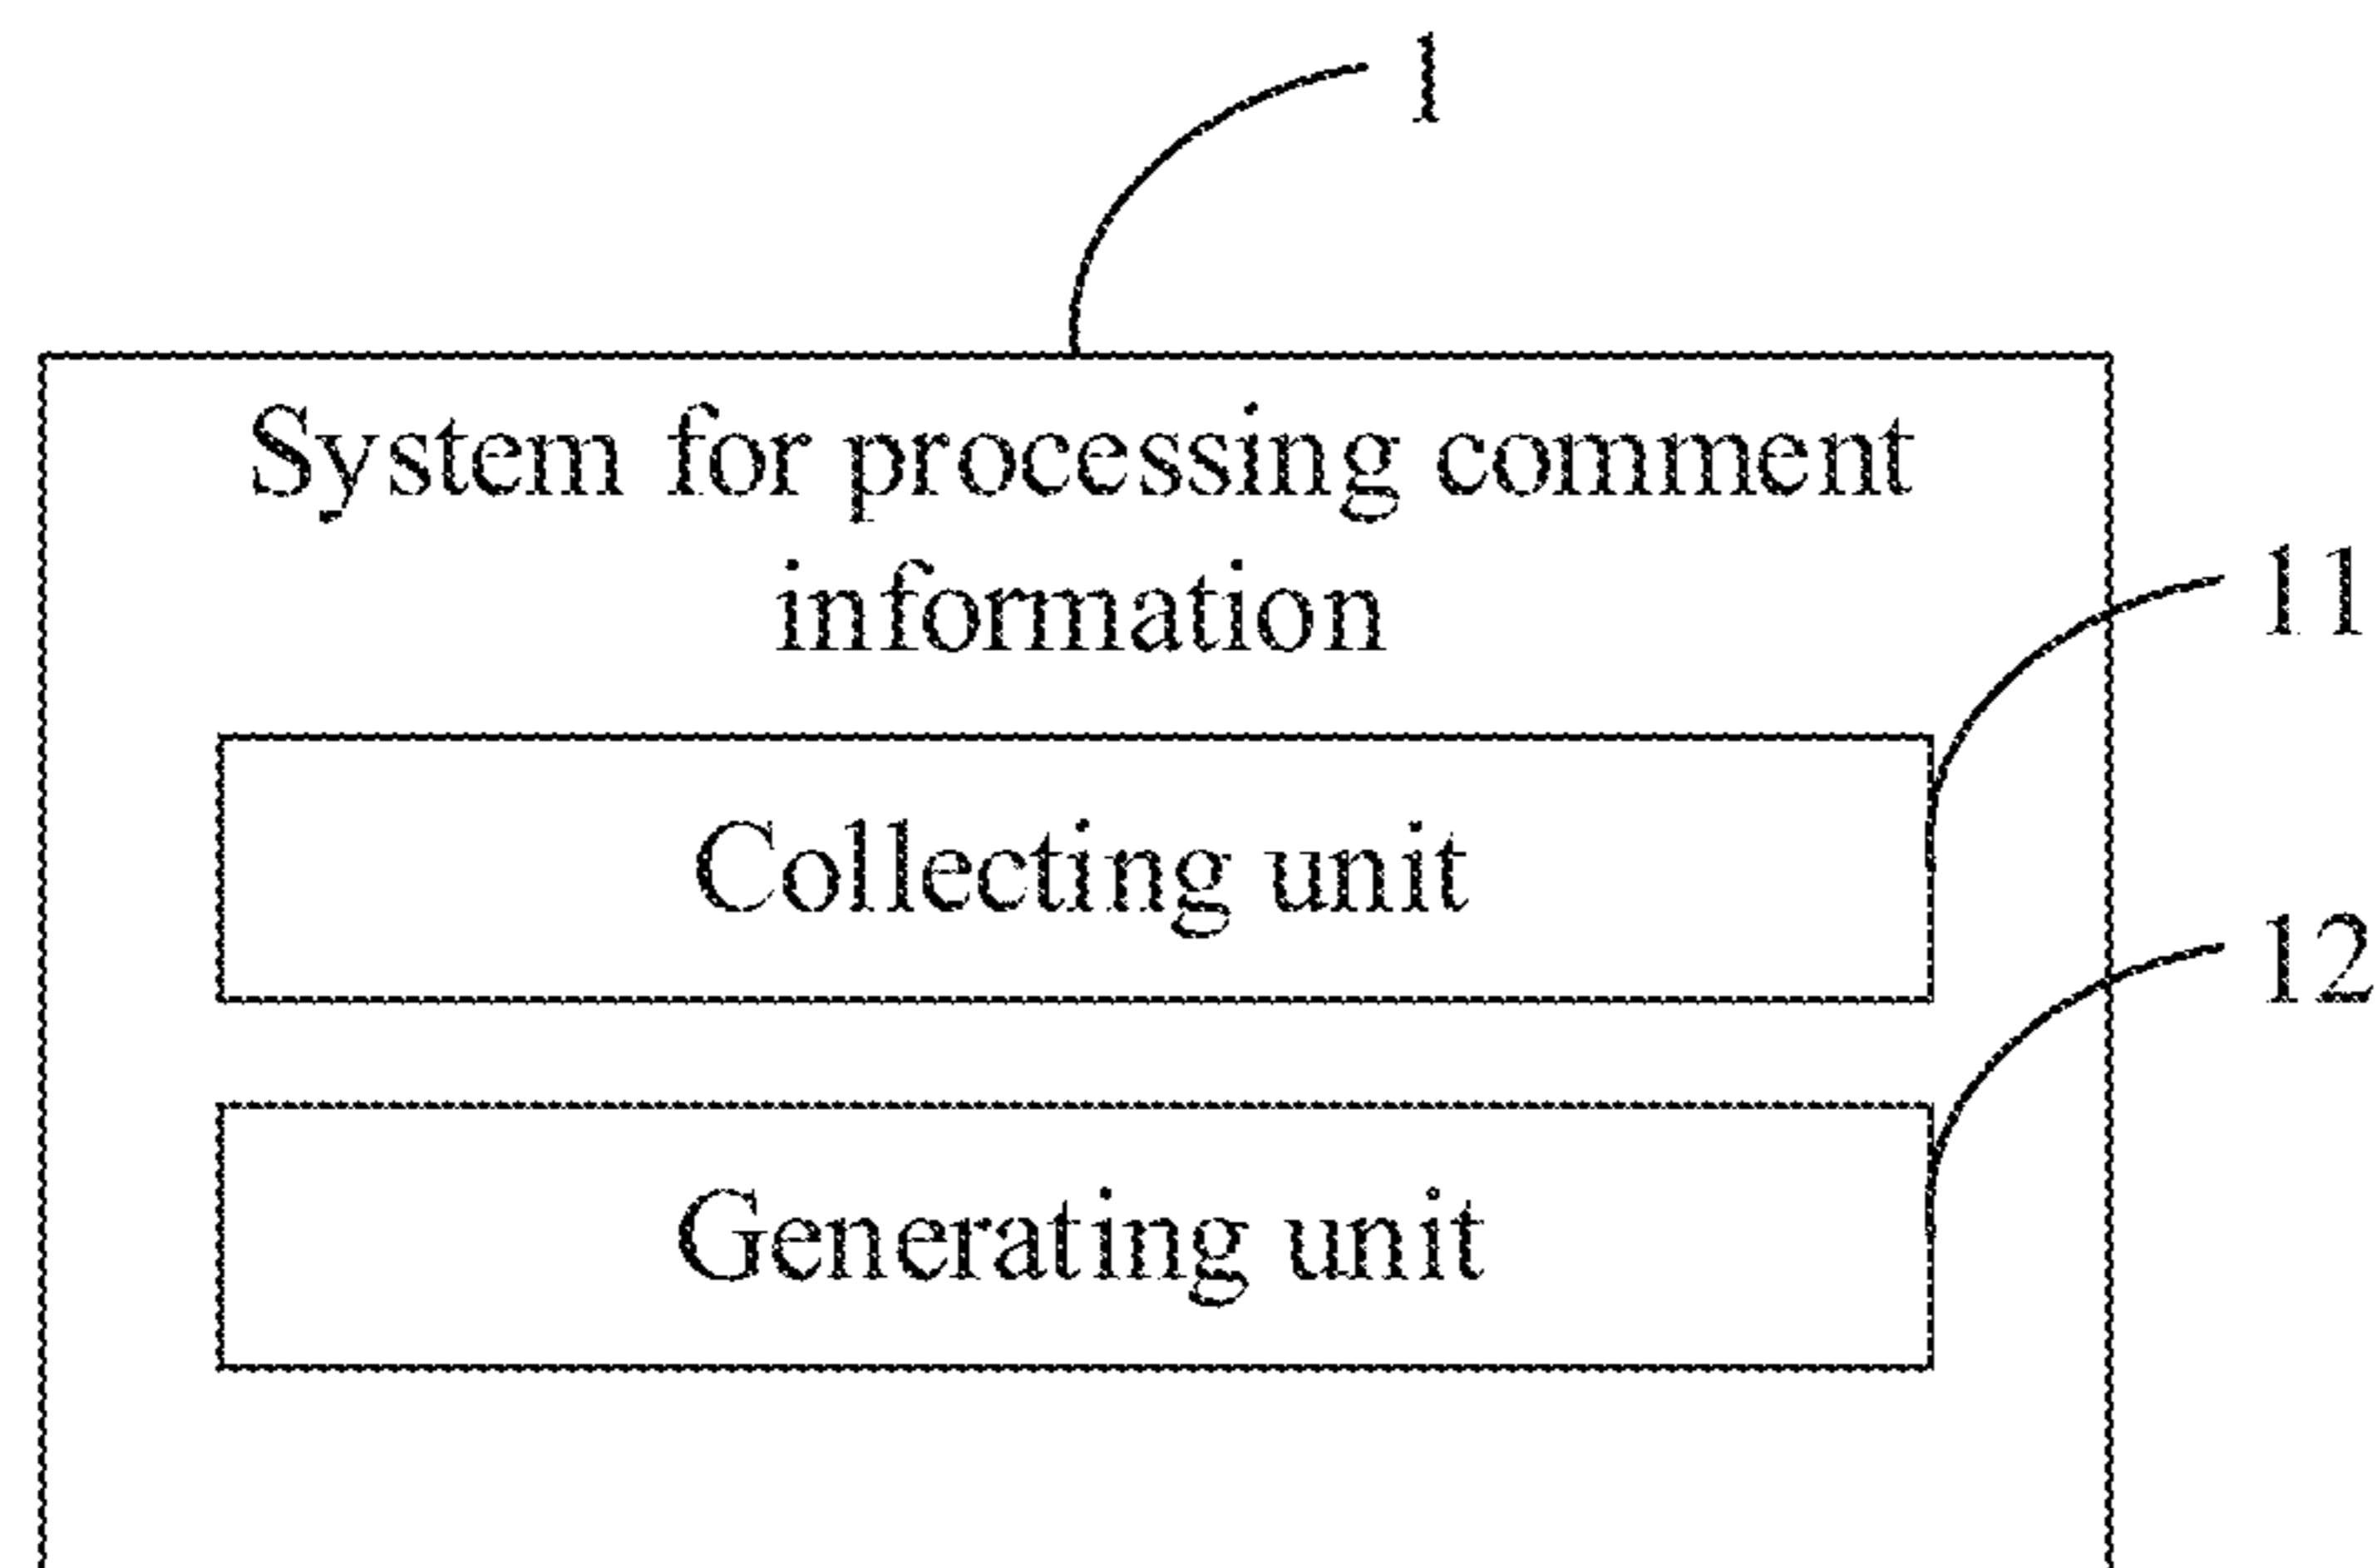 1
System for processing comment
information
11
Collecting unit
12
Generating unit